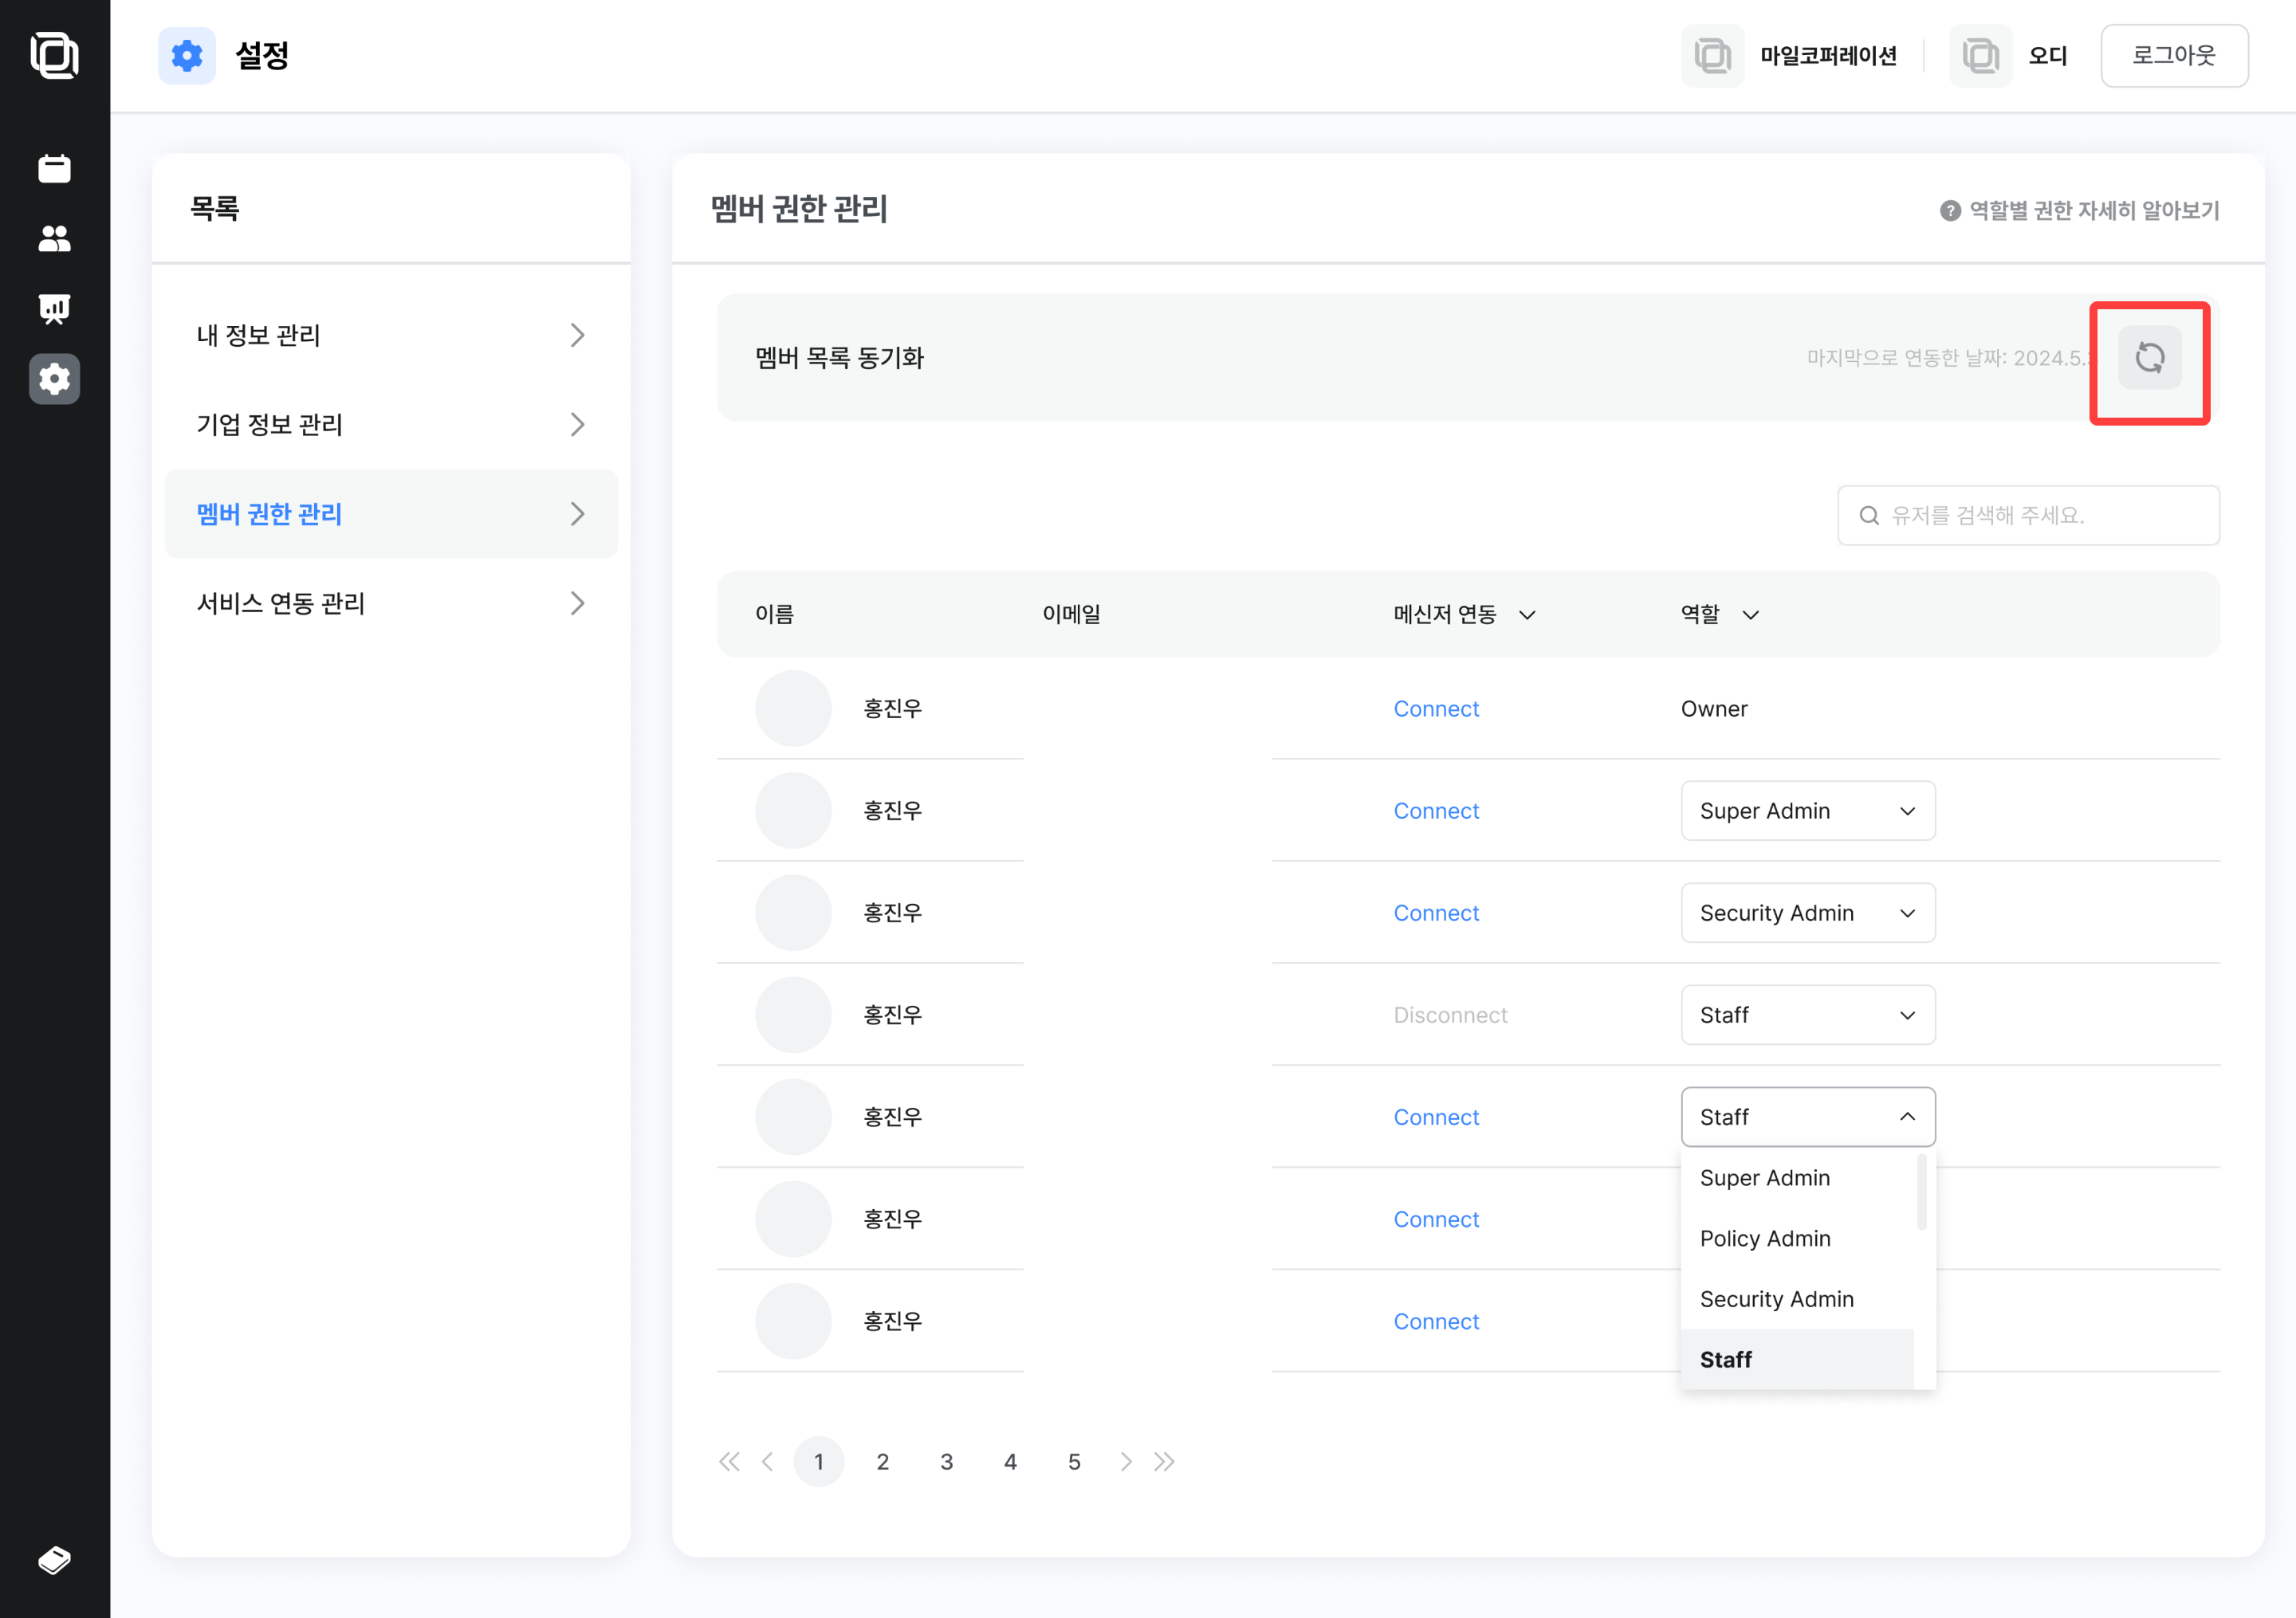 설정
마일코퍼레이션
오디
로그아웃
목록
내 정보 관리
기업 정보 관리
멤버 권한 관리
서비스 연동 관리
멤버 권한 관리
? 역할별 권한 자세히 알아보기
멤버 목록 동기화
마지막으로 연동한 날짜: 2024.5.
유저를 검색해 주세요.
이름 이메일 메신저 연동 역할
홍진우 Connect Owner
홍진우 Connect Super Admin
홍진우 Connect Security Admin
홍진우 Disconnect Staff
홍진우 Connect Staff
Super Admin
홍진우 Connect
Policy Admin
Security Admin
홍진우 Connect
Staff
1 2 3 4 5